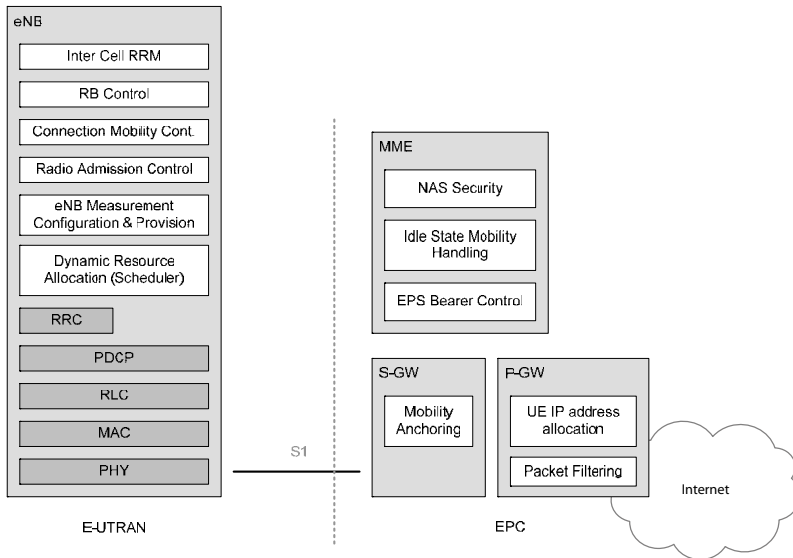 eNB
Inter Cell RRM
RB Control
Connection Mobility Cont.
Radio Admission Control
eNB Measurement
Configuration & Provision
Dynamic Resource
Allocation (Scheduler)
RRC
PDCP
RLC
MAC
PHY
S1
MME
NAS Security
Idle State Mobility
Handling
EPS Bearer Control
S-GW
Mobility
Anchoring
P-GW
UE IP address
allocation
Packet Filtering
Internet
E-UTRAN
EPC